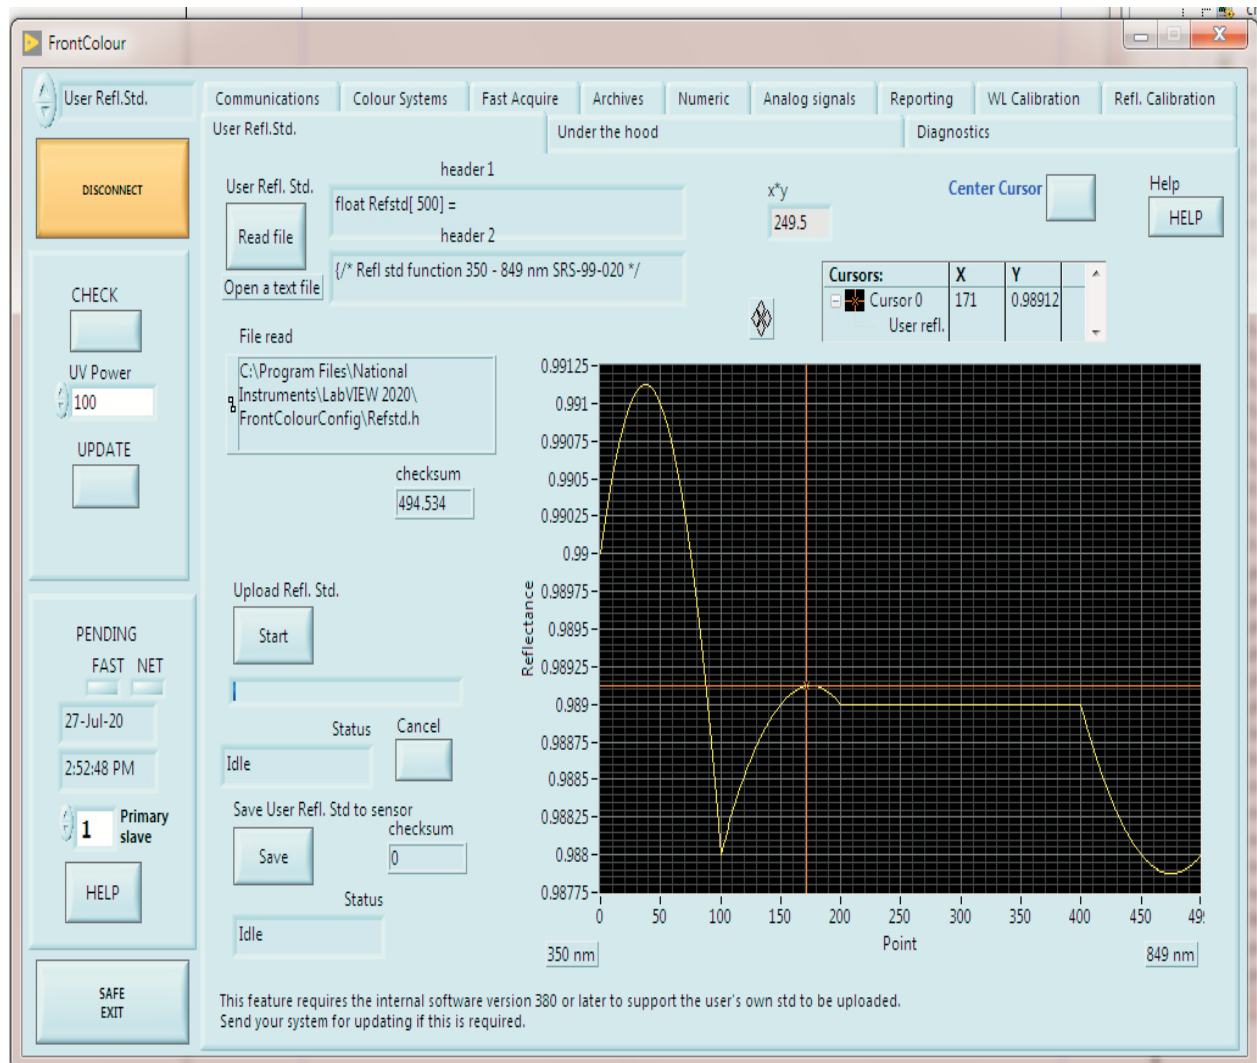 FrontColour
X
User Refl.Std.
Communications
Colour Systems
Fast Acquire
Archives
Numeric
Analog signals
Reporting
WL Calibration
Refl. Calibration
User Refl.Std.
Under the hood
Diagnostics
DISCONNECT
CHECK
UV Power
100
UPDATE
PENDING
FAST NET
27-Jul-20
2:52:48 PM
1
Primary
slave
HELP
SAFE
EXIT
User Refl. Std.
Read file
Open a text file
header 1
float Refstd[ 500] =
header 2
{/* Refl std function 350 - 849 nm SRS-99-020 */
x*y
249.5
Center Cursor
Help
HELP
Cursors: X Y
Cursor 0 171 0.98912
User refl.
File read
C:\Program Files\National
Instruments\LabVIEW 2020\
FrontColourConfig\Refstd.h
checksum
494.534
Upload Refl. Std.
Start
Status
Idle
Cancel
Save User Refl. Std to sensor
Save
checksum
0
Status
Idle
Reflectance
0.99125
0.991
0.99075
0.9905
0.99025
0.99
0.98975
0.9895
0.98925
0.989
0.98875
0.9885
0.98825
0.988
0.98775
0 50 100 150 200 250 300 350 400 450
Point
350 nm
849 nm
This feature requires the internal software version 380 or later to support the user's own std to be uploaded.
Send your system for updating if this is required.